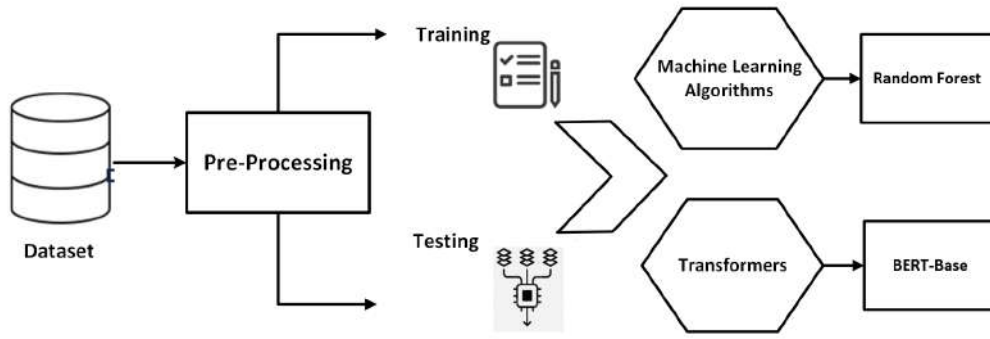 Training
Machine Learning
Algorithms
Random Forest
Pre-Processing
Dataset
Testing
Transformers
BERT-Base